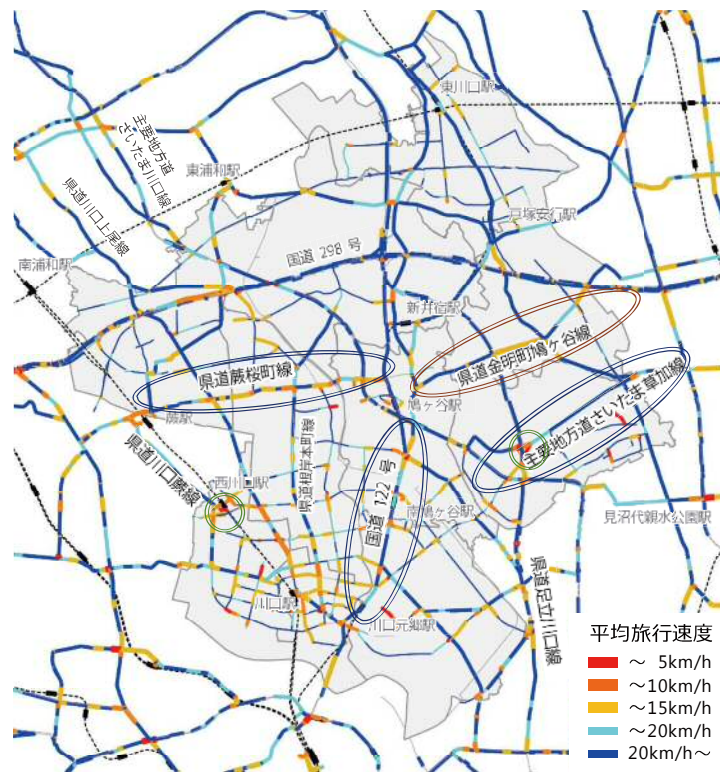 東川口駅
主要地方道
さいたま川口線
東浦和駅
県道川口上尾線
戸塚安行駅
南浦和駅
国道 298 号
新井宿駅
県道金明町鳩ヶ谷線
県道蕨桜町線
鳩ヶ谷駅
主要地方道さいたま草加線
蕨駅
県道根岸本町線
県道川口蕨線
国道 122 号
西川口駅
南鳩ヶ谷駅
見沼代親水公園駅
県道足立川口線
川口駅
川口元郷駅
平均旅行速度
～ 5km/h
～10km/h
～15km/h
～20km/h
20km/h～